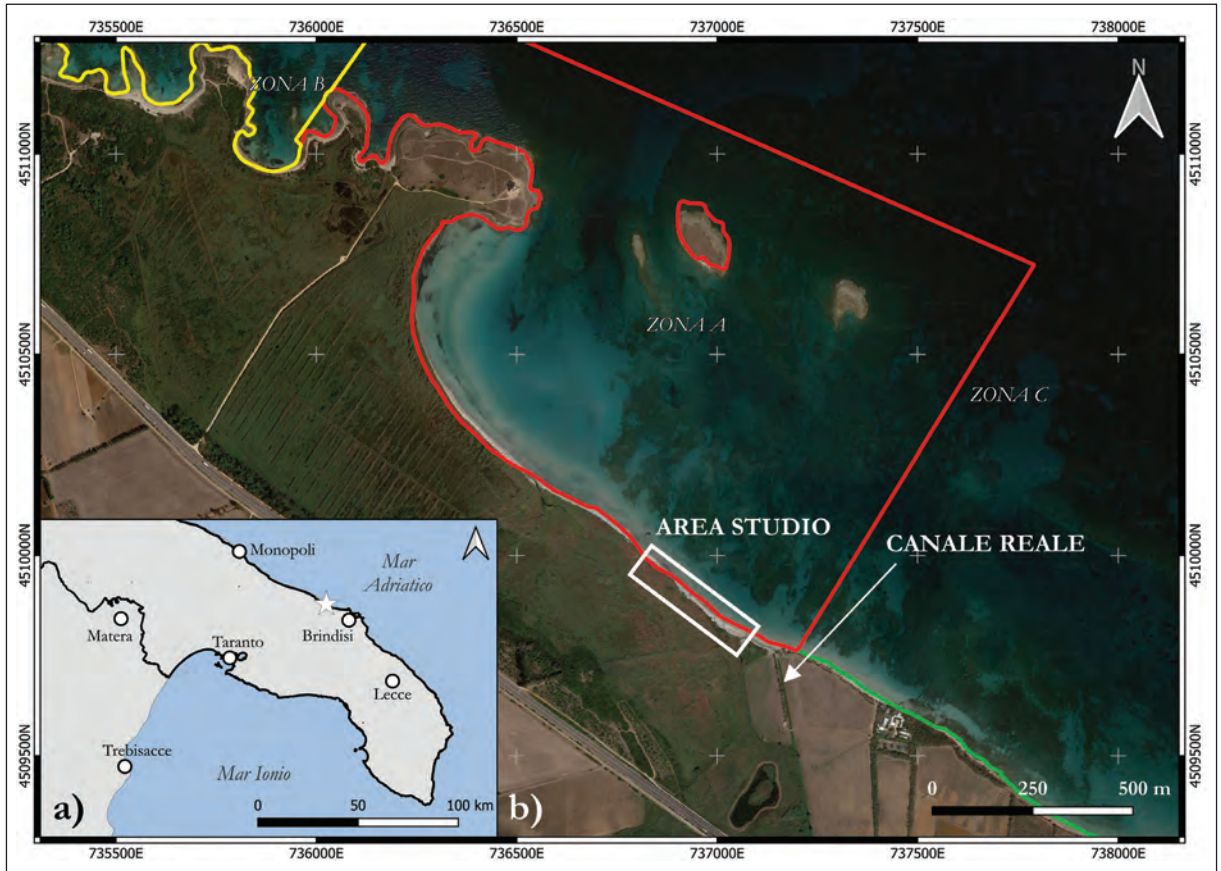 735500E 736000E 736500E 737000E 737500E 738000E
ZONA B
N
4511000N 4511000N
ZONA A
4510500N 4510500N
ZONA C
AREA STUDIO
CANALE REALE
4510000N 4510000N
Monopoli
Mar
Adriatico
Matera
Brindisi
Taranto
Lecce
Trebisacce
4509500N 4509500N
Mar Ionio
0 50 100 km
a)
b)
0 250 500 m
735500E 736000E 736500E 737000E 737500E 738000E